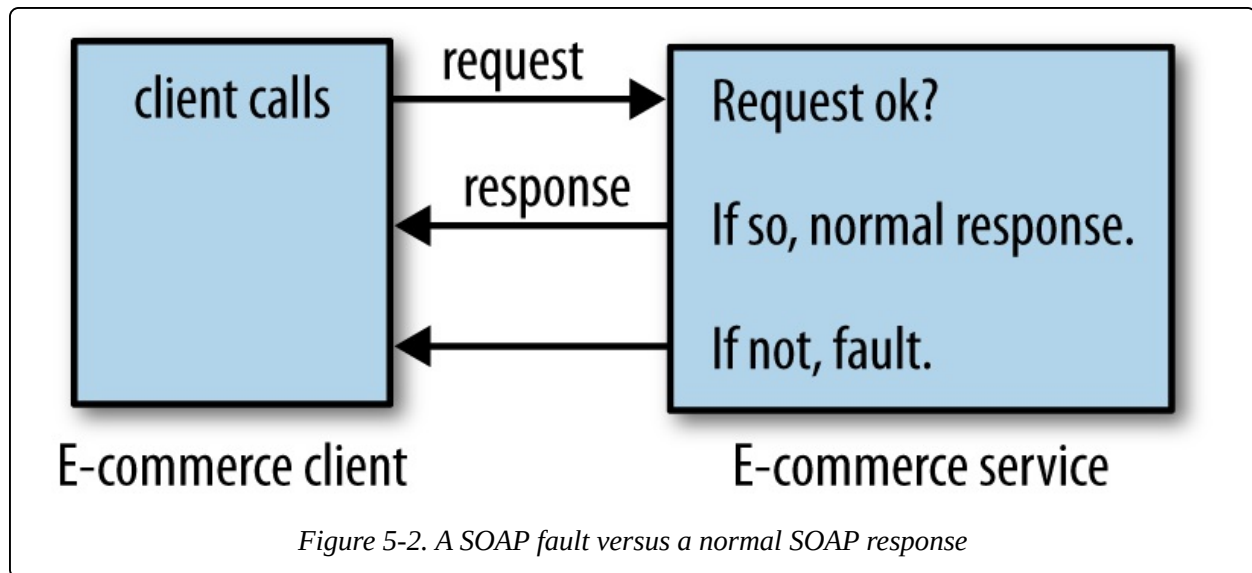 client calls
request
Request ok?
response
If so, normal response.
If not, fault.
E-commerce client
E-commerce service
Figure 5-2. A SOAP fault versus a normal SOAP response